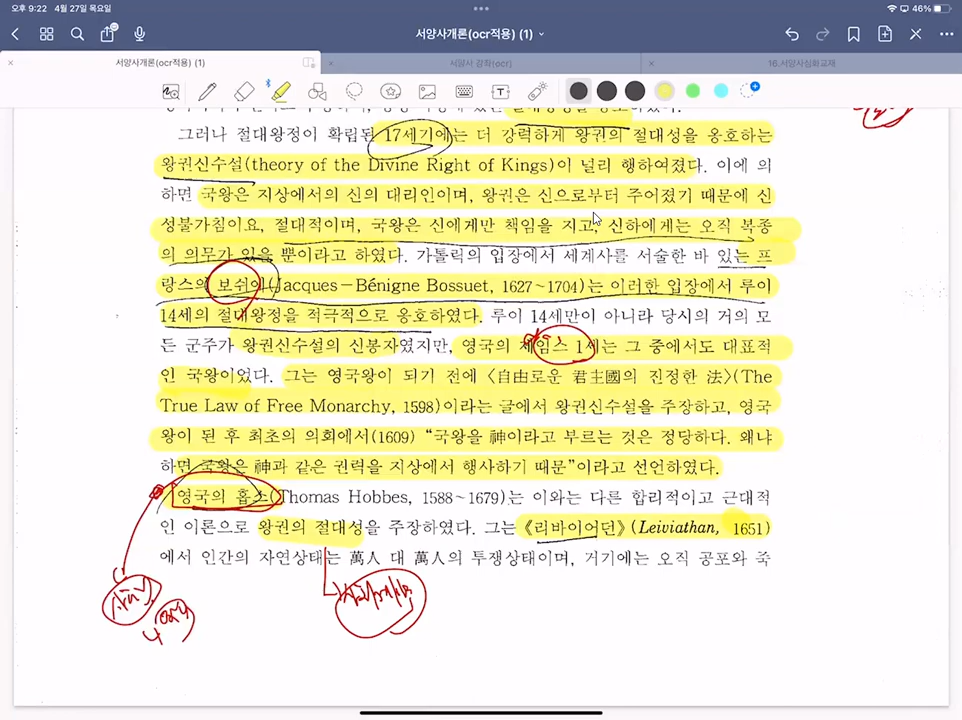 오후 9:22 4월 27일 목요일
46%
서양사개론(ocr적용) (1)
서양사개론(ocr적용) (1)
서양사 강좌(ocr)
16.서양사심화교재
그러나 절대왕정이 확립된 17세기에는 더 강력하게 왕권의 절대성을 옹호하는
왕권신수설(theory of the Divine Right of Kings)이 널리 행하여졌다. 이에 의
하면 국왕은 지상에서의 신의 대리인이며, 왕권은 신으로부터 주어졌기 때문에 신
성불가침이요, 절대적이며, 국왕은 신에게만 책임을 지고, 신하에게는 오직 복종
의 의무가 있을 뿐이라고 하였다. 가톨릭의 입장에서 세계사를 서술한 바 있는 프
랑스의 보쉬에(Jacques-Bénigne Bossuet, 1627~1704)는 이러한 입장에서 루이
14세의 절대왕정을 적극적으로 옹호하였다. 루이 14세만이 아니라 당시의 거의 모
든 군주가 왕권신수설의 신봉자였지만, 영국의 제임스 1세는 그 중에서도 대표적
인 국왕이었다. 그는 영국왕이 되기 전에 〈自由로운 君主國의 진정한 法〉(The
True Law of Free Monarchy, 1598)이라는 글에서 왕권신수설을 주장하고, 영국
왕이 된 후 최초의 의회에서(1609) “국왕을 神이라고 부르는 것은 정당하다. 왜냐
하면 국왕은 神과 같은 권력을 지상에서 행사하기 때문”이라고 선언하였다.
영국의 홉스(Thomas Hobbes, 1588~1679)는 이와는 다른 합리적이고 근대적
인 이론으로 왕권의 절대성을 주장하였다. 그는 《리바이어던》(Leiviathan, 1651)
에서 인간의 자연상태는 萬人 대 萬人의 투쟁상태이며, 거기에는 오직 공포와 죽